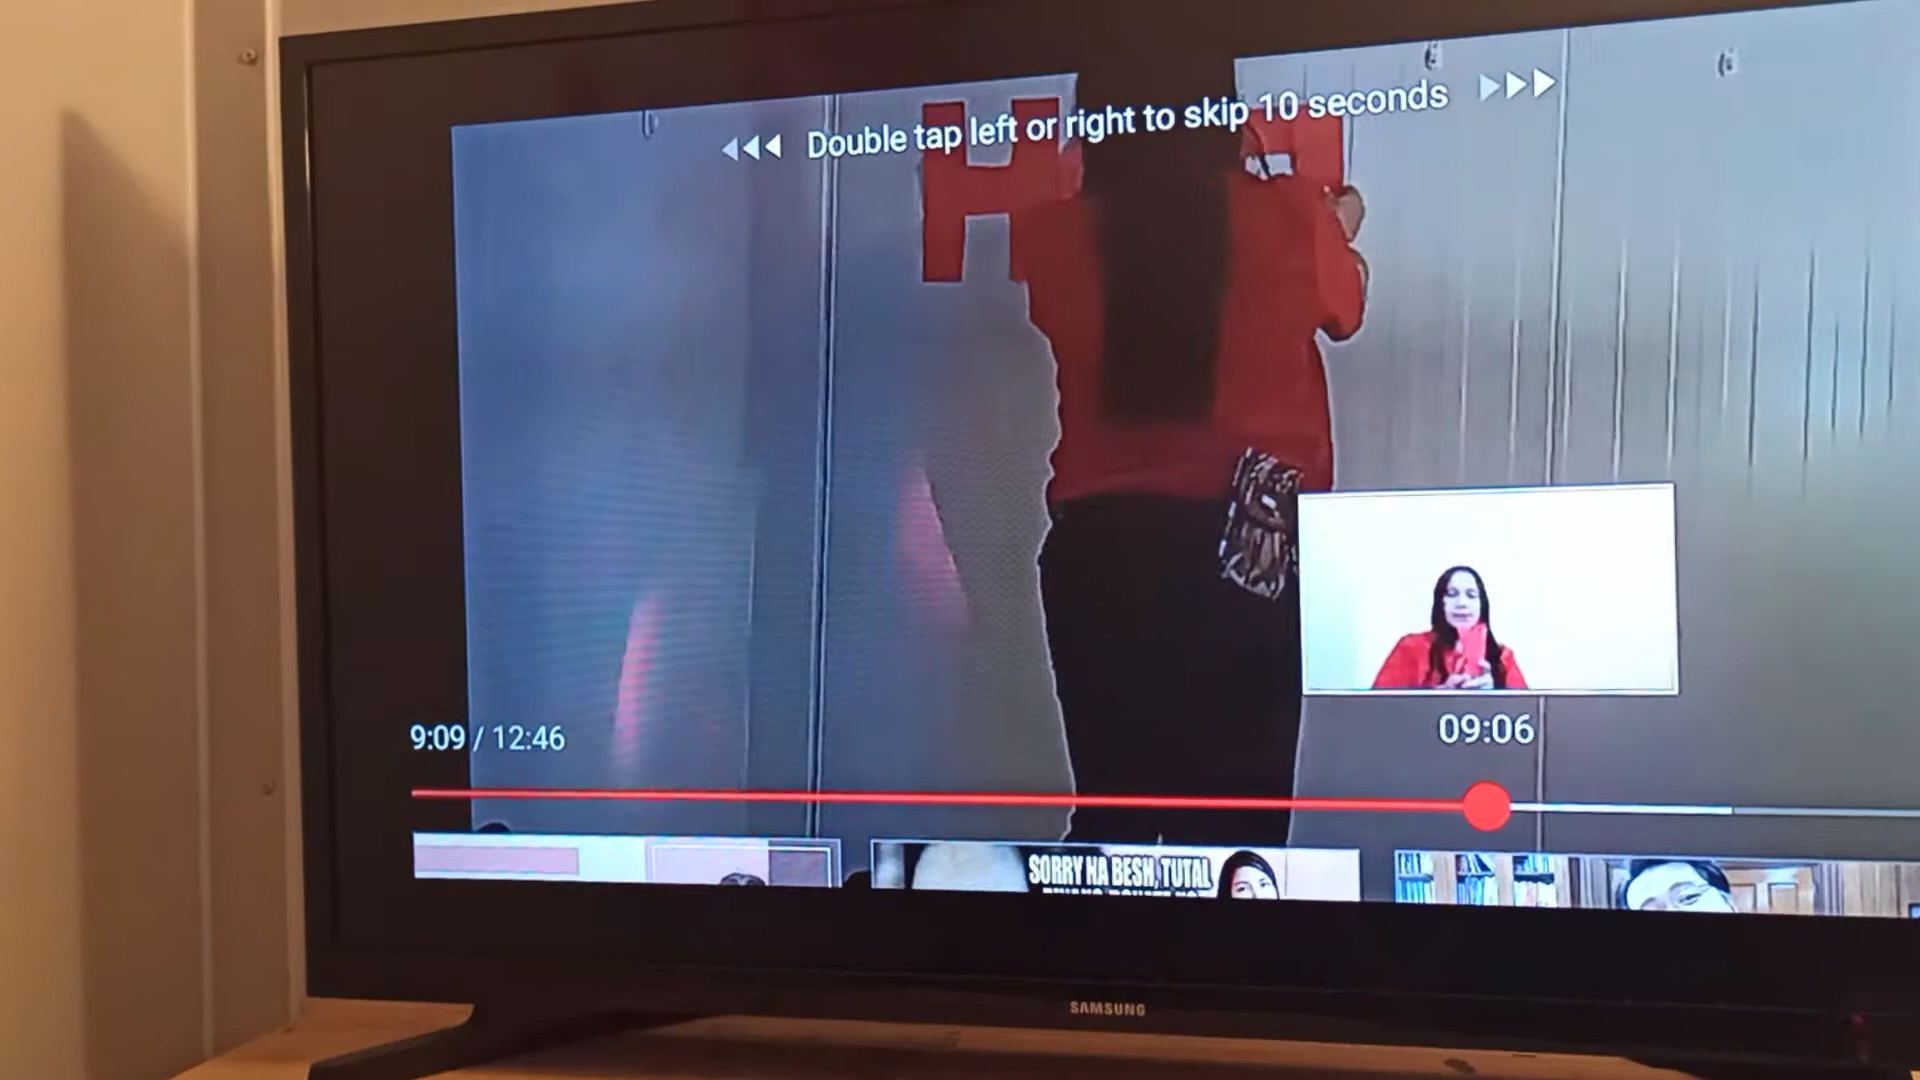 Double tap left or right to skip 10 seconds
H
9:09 / 12:46
09:06
SORRY NA BESH, TUTAL
SAMSUNG